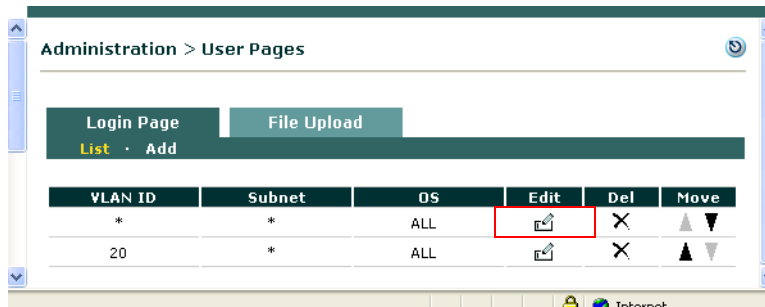 Administration > User Pages
Login Page File Upload
List · Add
VLAN ID Subnet OS Edit Del Move
* * ALL
20 * ALL
Internet